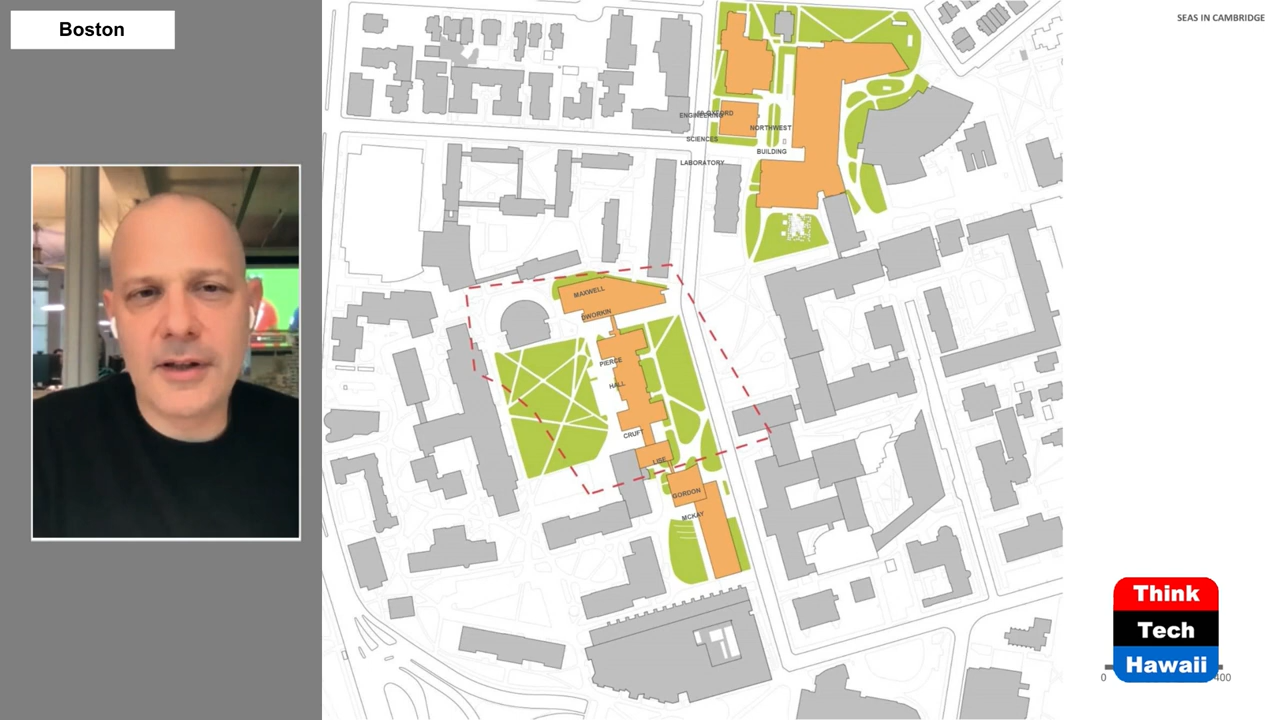 Boston
SEAS IN CAMBRIDGE
ENGINEERING
OXFORD
SCIENCES
LABORATORY
NORTHWEST
BUILDING
MAXWELL
DWORKIN
PIERCE
HALL
CRUFT
LISE
GORDON
MCKAY
Think
Tech
Hawaii
0
400